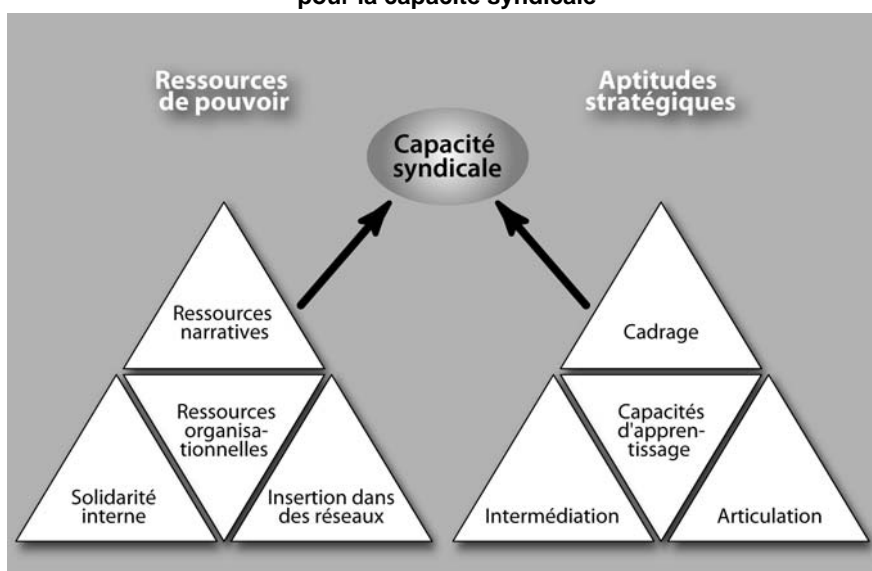 pour la capacité syndicale
Ressources
de pouvoir
Aptitudes
stratégiques
Capacité
syndicale
Ressources
narratives
Ressources
organisa-
tionnelles
Solidarité
interne
Insertion dans
des réseaux
Cadrage
Capacités
d'appren-
tissage
Intermédiation
Articulation